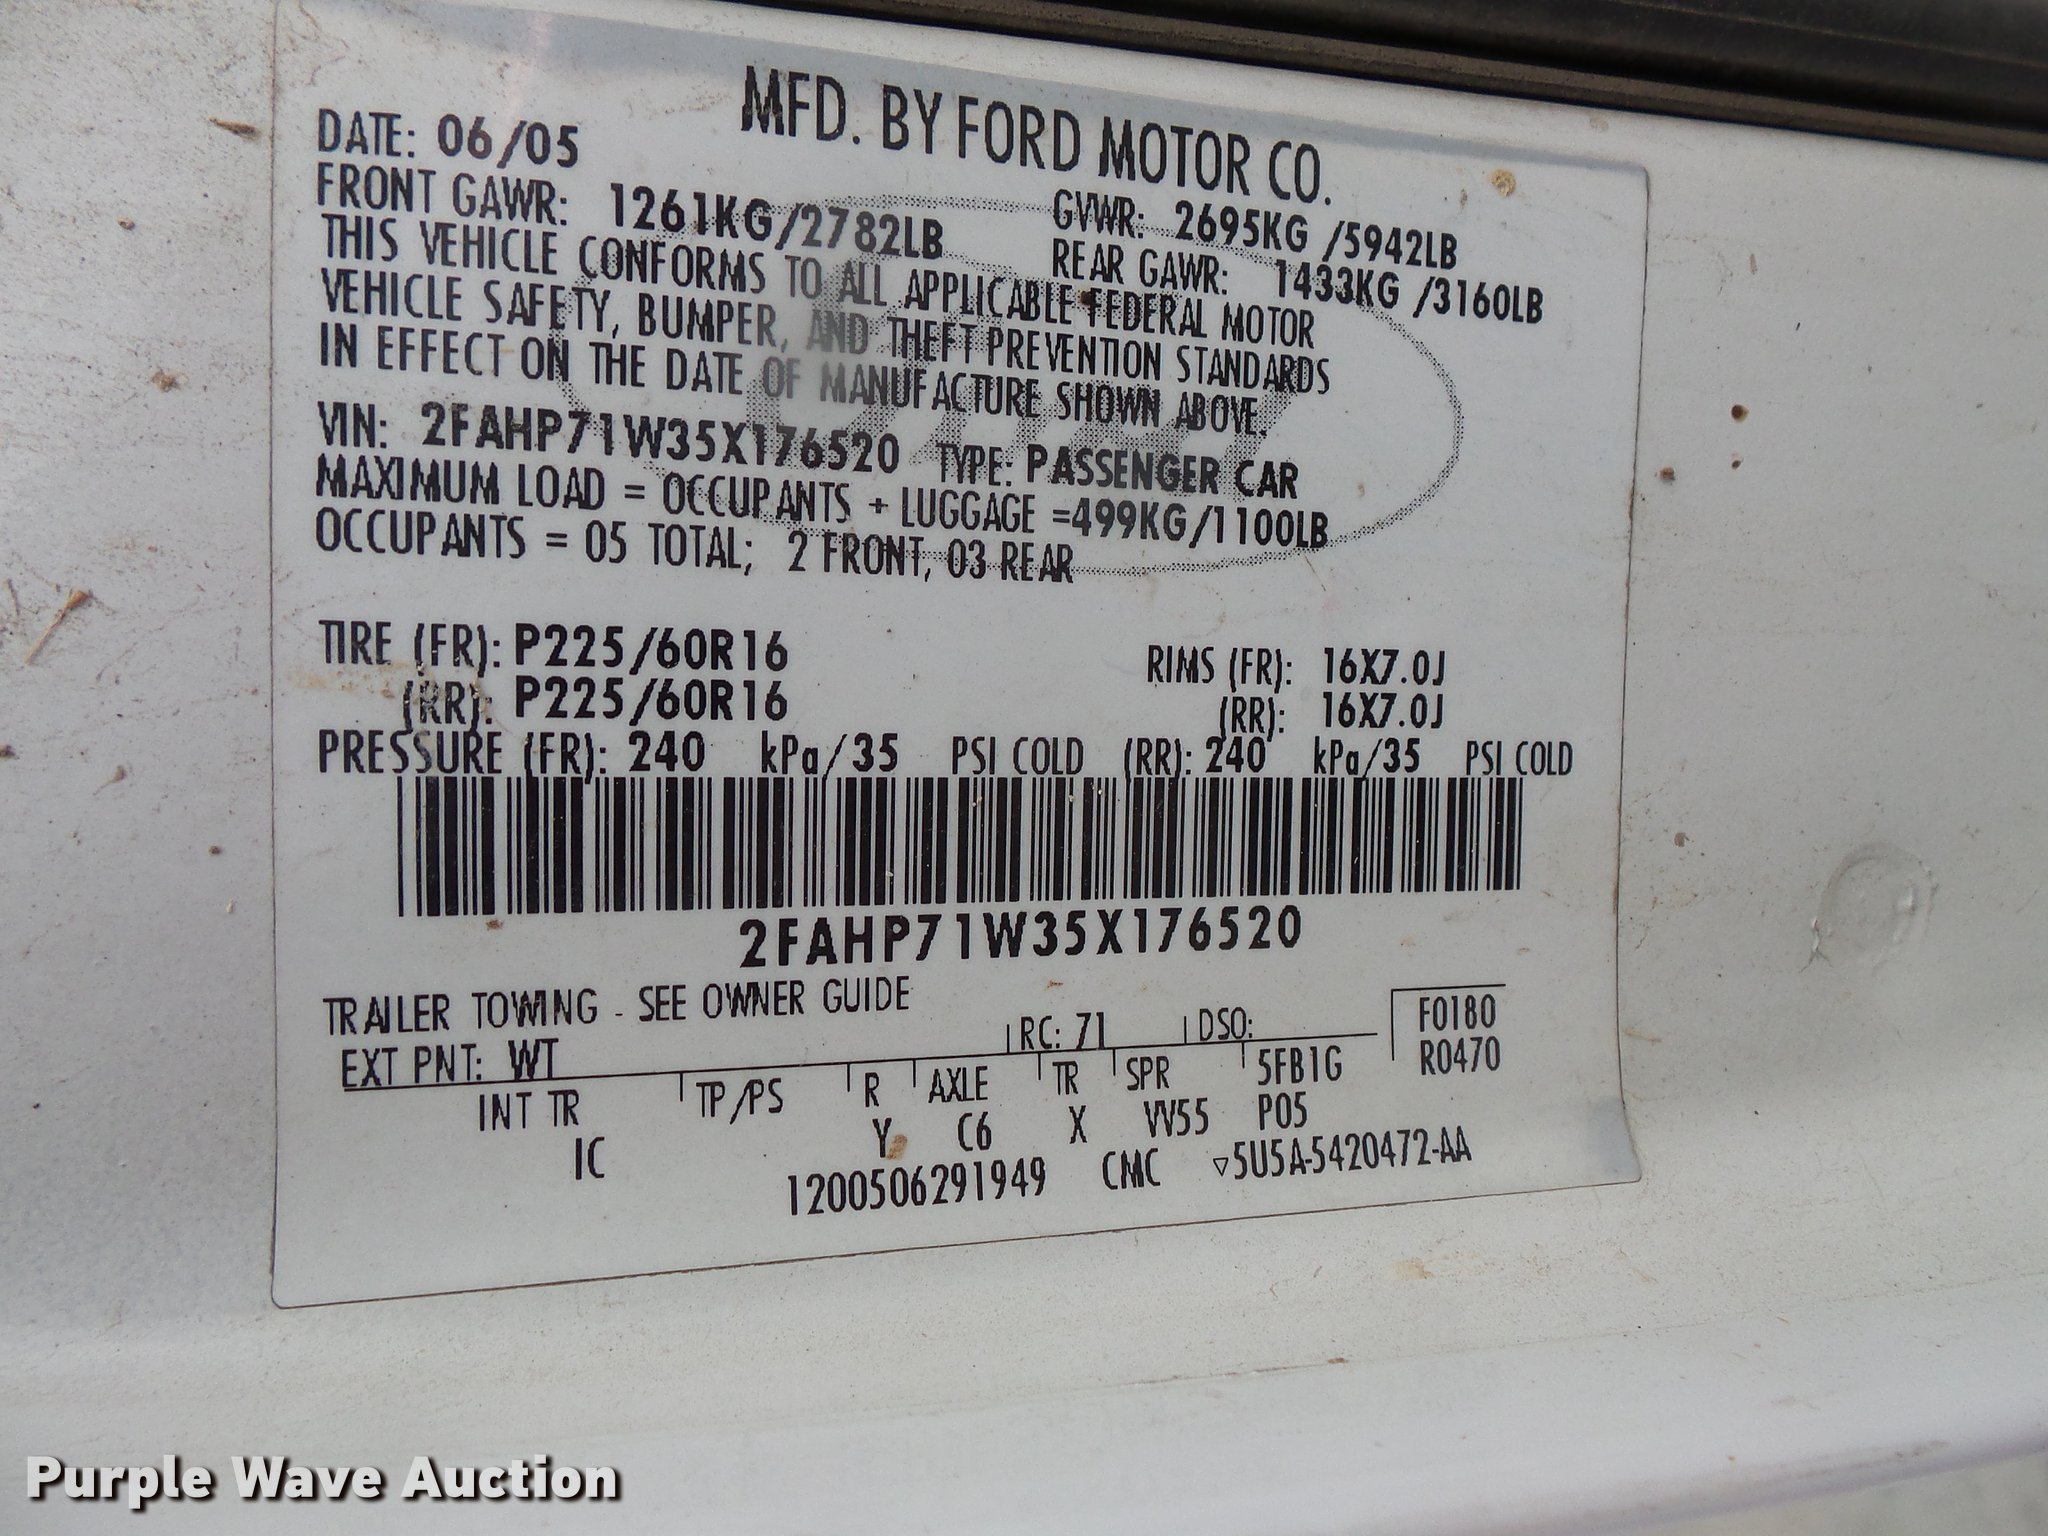 MFD. BY FORD MOTOR CO.
DATE: 06/05
GVWR: 2695KG /5942LB
FRONT GAWR: 1261KG/2782LB
REAR GAWR: 1433KG /3160LB
THIS VEHICLE CONFORMS TO ALL APPLICABLE FEDERAL MOTOR
VEHICLE SAFETY, BUMPER, AND THEFT PREVENTION STANDARDS
IN EFFECT ON THE DATE OF MANUFACTURE SHOWN ABOVE.
VIN: 2FAHP71W35X176520 TYPE: PASSENGER CAR
MAXIMUM LOAD = OCCUPANTS + LUGGAGE =499KG/1100LB
OCCUPANTS = 05 TOTAL; 2 FRONT, 03 REAR
TIRE (FR): P225/60R16 RIMS (FR): 16X7.0J
(RR): P225/60R16 (RR): 16X7.0J
PRESSURE (FR): 240 kPa/35 PSI COLD (RR): 240 kPa/35 PSI COLD
2FAHP71W35X176520
TRAILER TOWING - SEE OWNER GUIDE
EXT PNT: WT RC: 71 DSO: F0180
R0470
INT TR TP/PS R AXLE TR SPR 5FB1G
IC Y C6 X VV55 P05
1200506291949 CMC ▽5U5A-5420472-AA
Purple Wave Auction